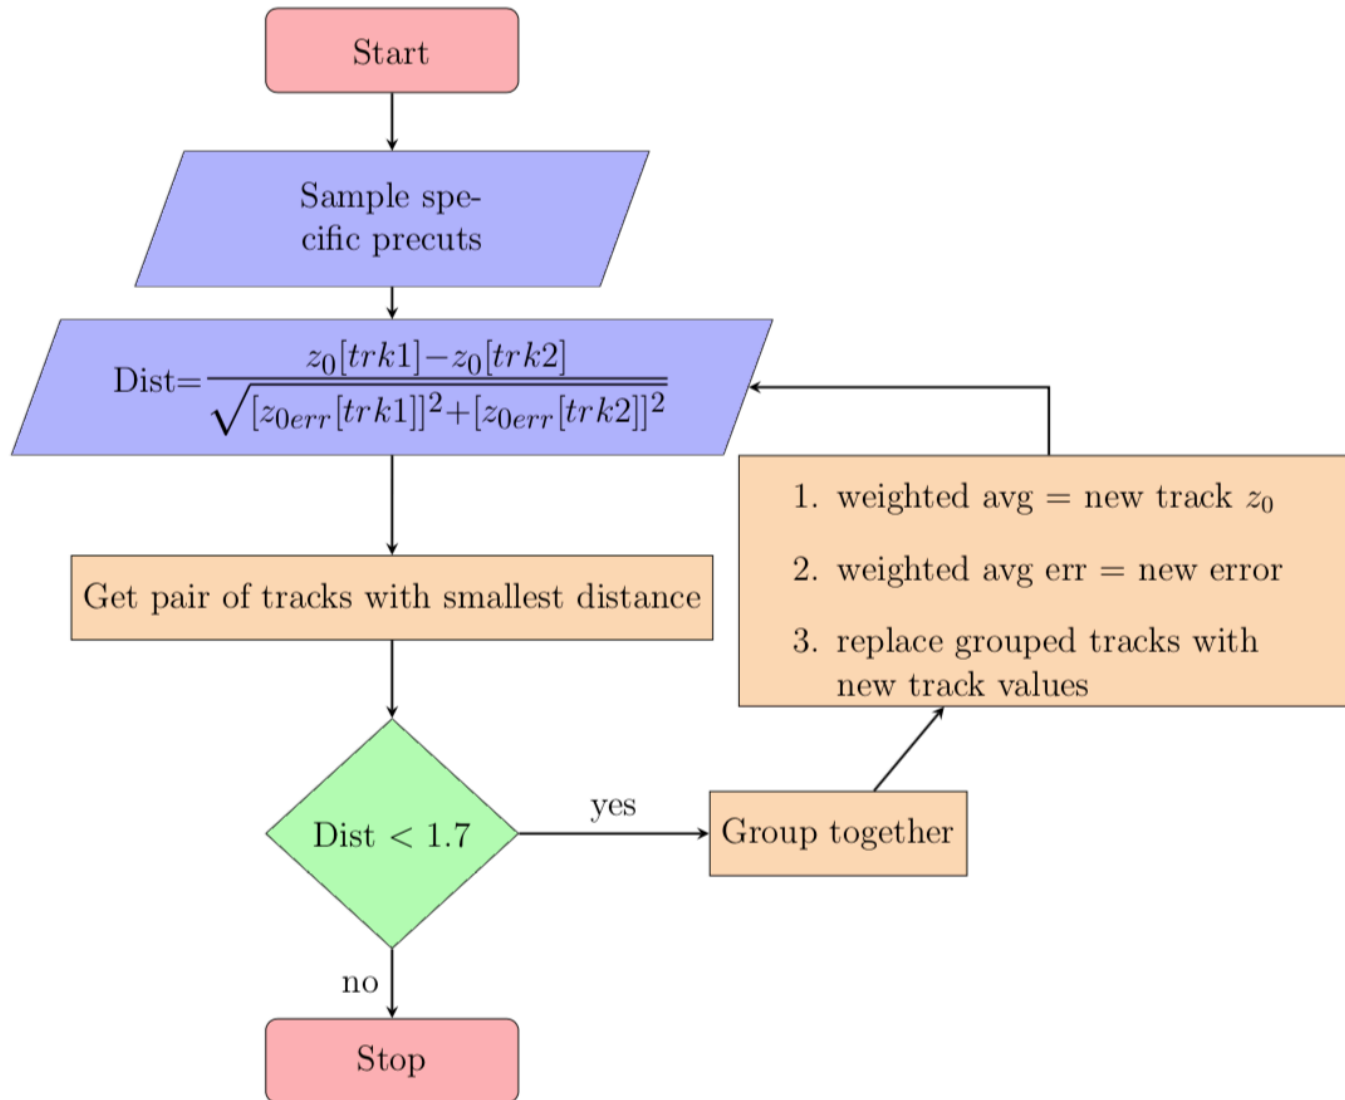 Start
Sample spe-
cific precuts
Dist= z₀[trk1]−z₀[trk2] / √[z₀err[trk1]]²+[z₀err[trk2]]²
Get pair of tracks with smallest distance
1. weighted avg = new track z₀
2. weighted avg err = new error
3. replace grouped tracks with
new track values
Dist < 1.7
yes
Group together
no
Stop